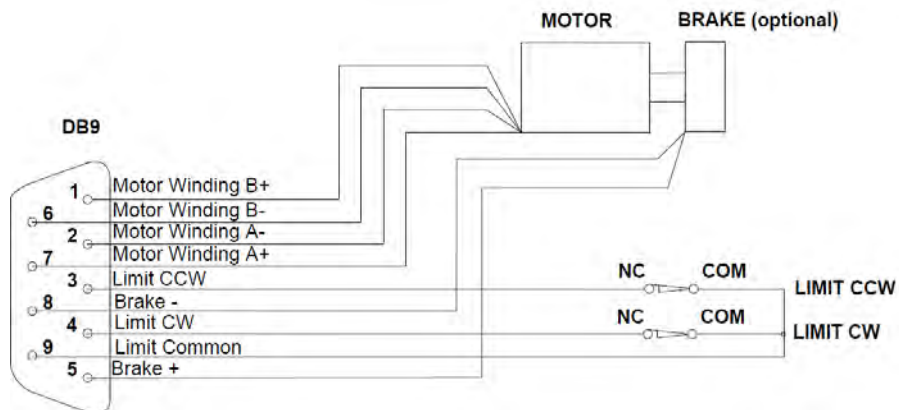 MOTOR BRAKE (optional)
DB9
1 Motor Winding B+
6 Motor Winding B-
2 Motor Winding A-
7 Motor Winding A+
3 Limit CCW NC COM LIMIT CCW
8 Brake -
4 Limit CW NC COM LIMIT CW
9 Limit Common
5 Brake +